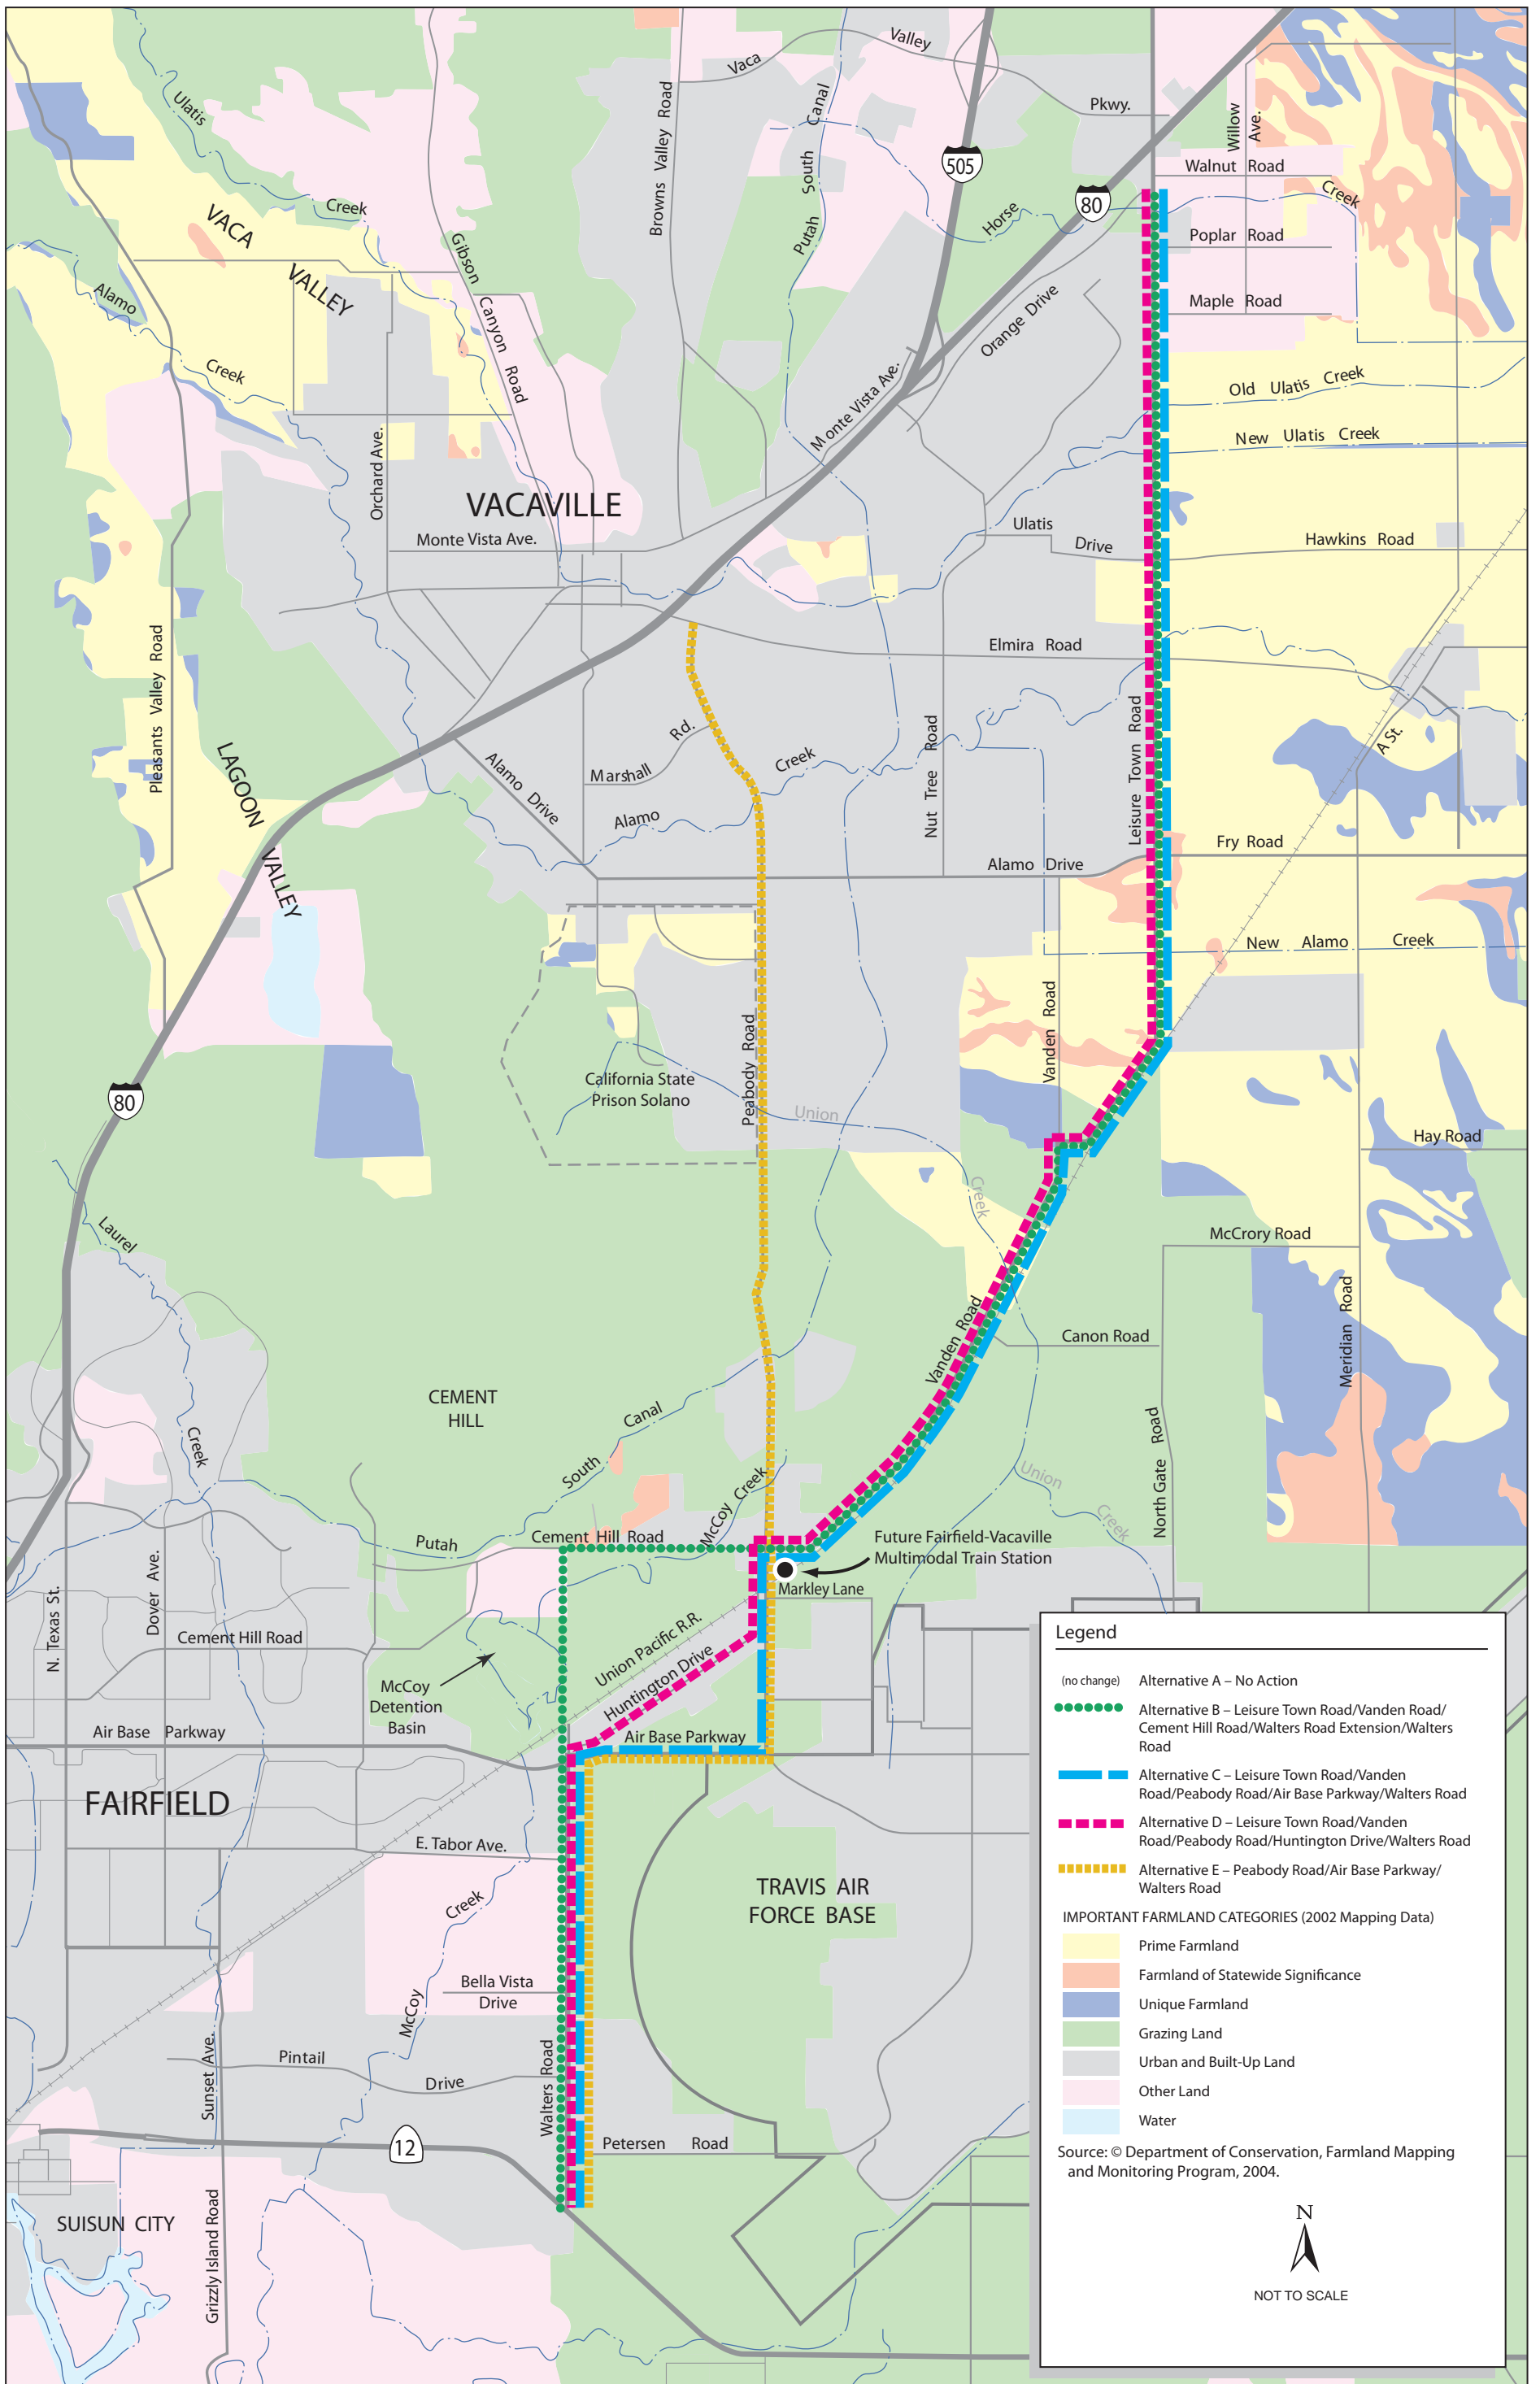 Vaca
Valley
Pkwy.
Ulatis
Creek
VACA
VALLEY
Alamo
Creek
Gibson Canyon Road
Browns Valley Road
Putah South Canal
505
80
Horse
Creek
Willow Ave.
Walnut Road
Poplar Road
Maple Road
Orange Drive
Monte Vista Ave.
Old Ulatis Creek
New Ulatis Creek
Orchard Ave.
VACAVILLE
Monte Vista Ave.
Ulatis
Drive
Hawkins Road
Pleasants Valley Road
Elmira Road
LAGOON
VALLEY
Marshall
Rd.
Alamo Drive
Alamo
Creek
Nut Tree Road
Leisure Town Road
A St.
Alamo Drive
Fry Road
New Alamo Creek
Vanden Road
Peabody Road
California State
Prison Solano
Union
Creek
80
Hay Road
McCrory Road
Laurel
Creek
Meridian Road
Vanden Road
Canon Road
CEMENT
HILL
North Gate Road
Putah
South
Canal
McCoy Creek
Union
Creek
Cement Hill Road
Future Fairfield-Vacaville
Multimodal Train Station
Markley Lane
N. Texas St.
Dover Ave.
Cement Hill Road
Union Pacific R.R.
Huntington Drive
McCoy
Detention
Basin
Air Base Parkway
Air Base Parkway
FAIRFIELD
E. Tabor Ave.
TRAVIS AIR
FORCE BASE
Creek
McCoy
Bella Vista
Drive
Pintail
Drive
Sunset Ave.
Walters Road
Petersen Road
12
SUISUN CITY
Grizzly Island Road
Legend
(no change) Alternative A – No Action
Alternative B – Leisure Town Road/Vanden Road/
Cement Hill Road/Walters Road Extension/Walters
Road
Alternative C – Leisure Town Road/Vanden
Road/Peabody Road/Air Base Parkway/Walters Road
Alternative D – Leisure Town Road/Vanden
Road/Peabody Road/Huntington Drive/Walters Road
Alternative E – Peabody Road/Air Base Parkway/
Walters Road
IMPORTANT FARMLAND CATEGORIES (2002 Mapping Data)
Prime Farmland
Farmland of Statewide Significance
Unique Farmland
Grazing Land
Urban and Built-Up Land
Other Land
Water
Source: © Department of Conservation, Farmland Mapping
and Monitoring Program, 2004.
N
NOT TO SCALE